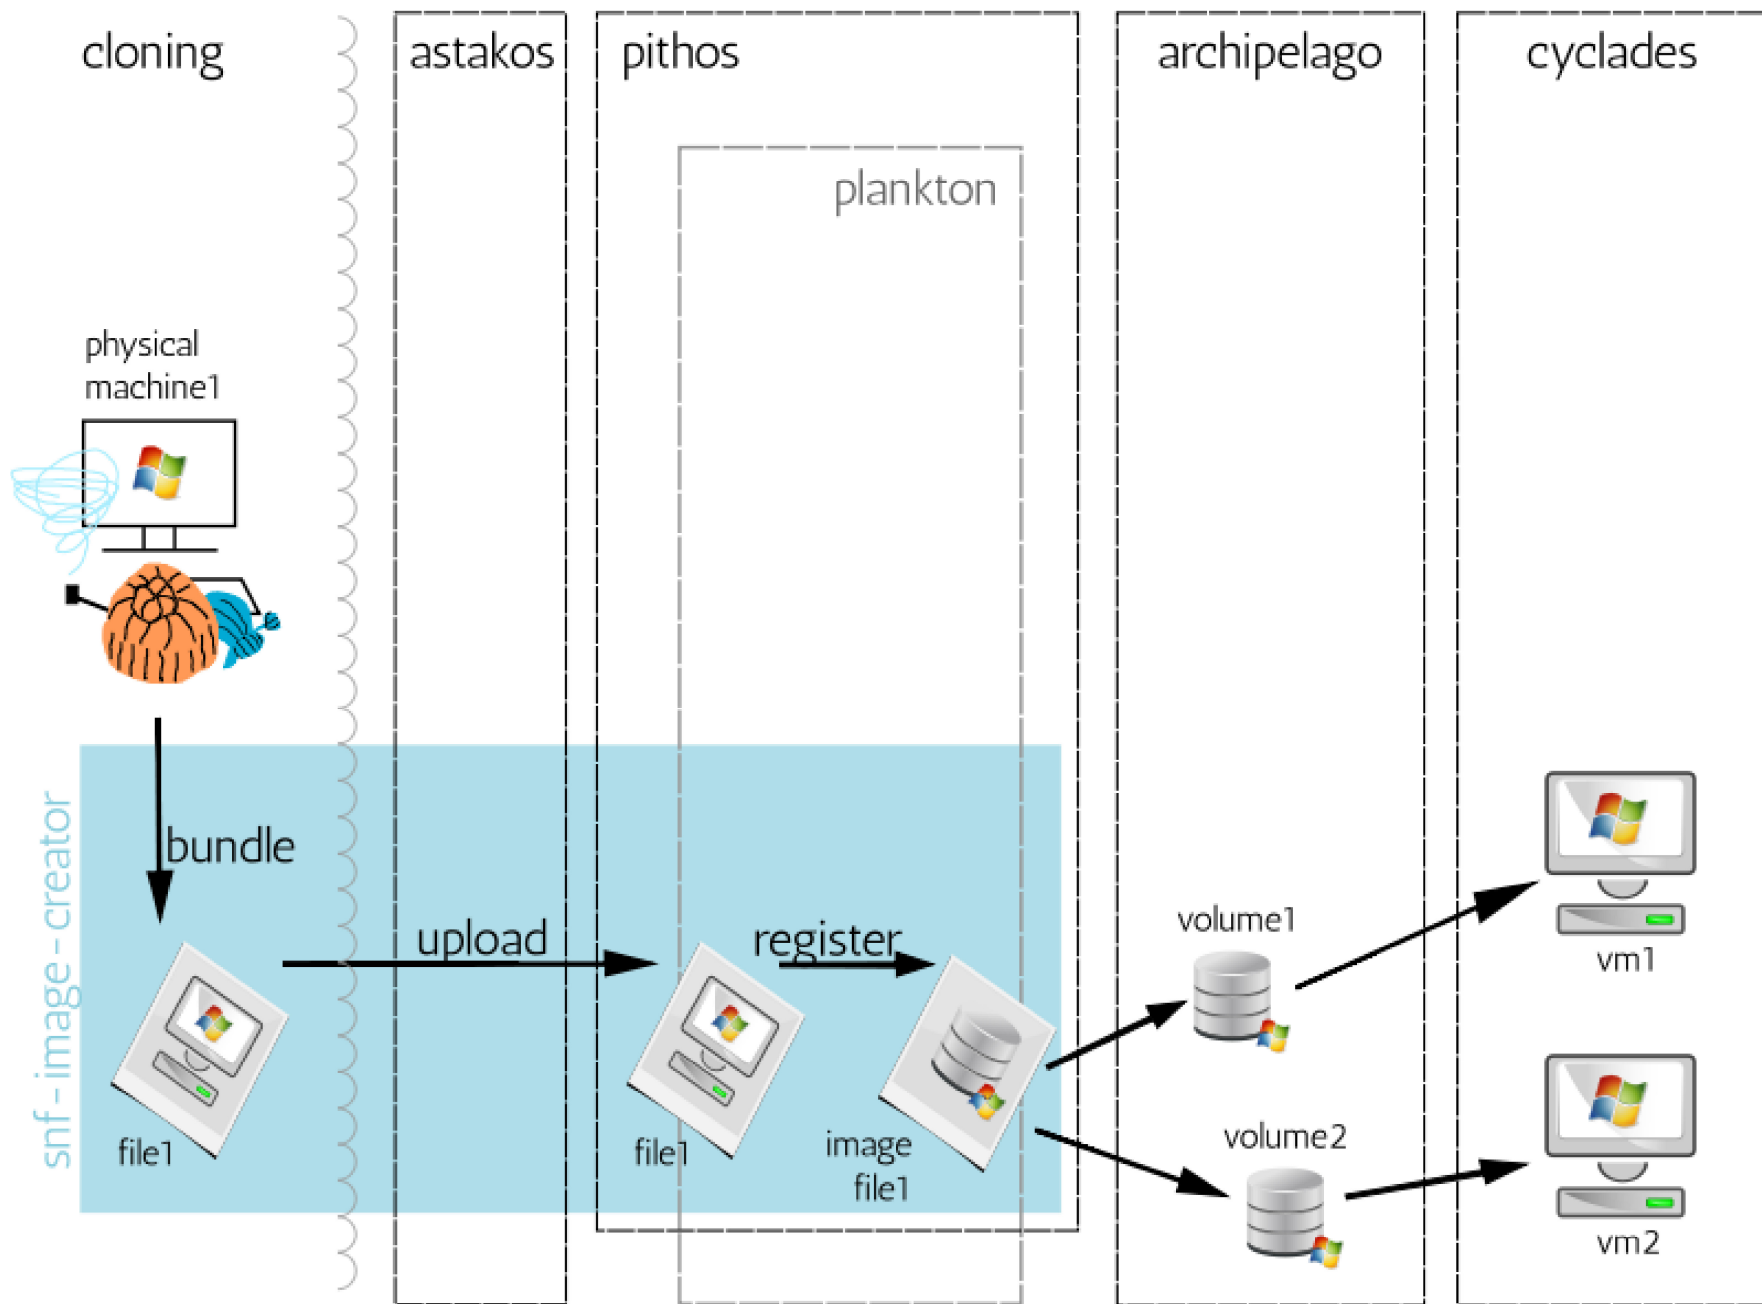 cloning
astakos
pithos
archipelago
cyclades
plankton
physical
machine1
snf-image-creator
bundle
upload
register
file1
file1
image
file1
volume1
volume2
vm1
vm2